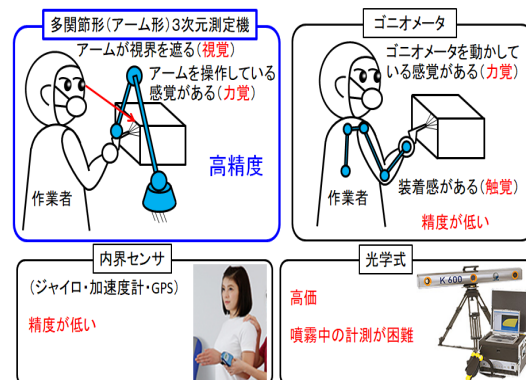 多関節形(アーム形)3次元測定機
アームが視界を遮る(視覚)
アームを操作している
感覚がある(力覚)
高精度
作業者
ゴニオメータ
ゴニオメータを動かして
いる感覚がある(力覚)
作業者
装着感がある(触覚)
精度が低い
内界センサ
(ジャイロ・加速度計・GPS)
精度が低い
光学式
高価
噴霧中の計測が困難
K-600